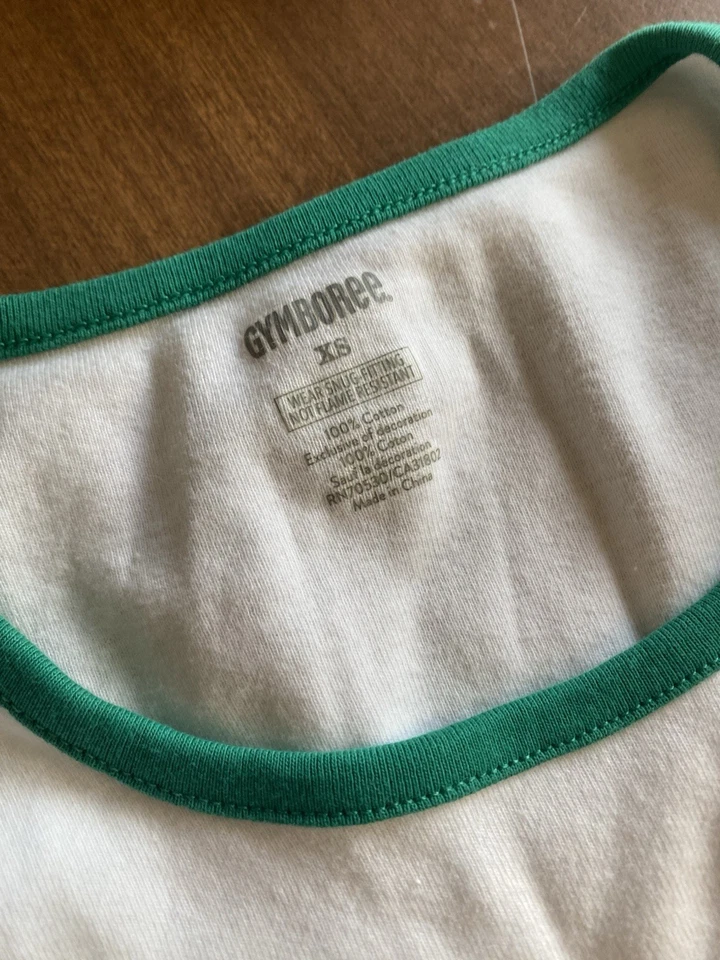 GYMBORee.
XS
WEAR SNUG-FITTING
NOT FLAME RESISTANT
100% Cotton
Exclusive of decoration
100% Coton
Sauf la décoration
RN70530/CA31602
Made in China